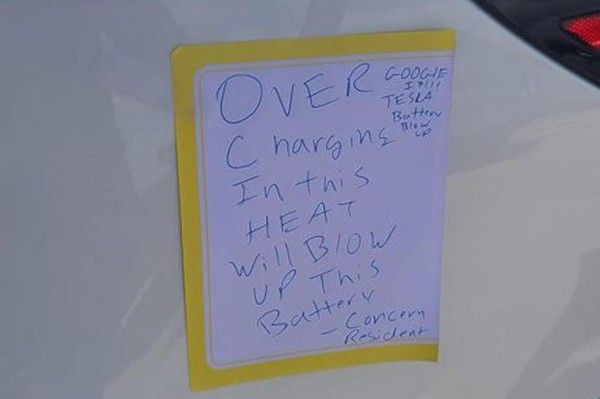 OVER
Charging
In this
HEAT
Will BLOW
UP This
Battery
- Concern
Resident
GOOGLE
IT!!!
TESLA
Battery
Blow
up